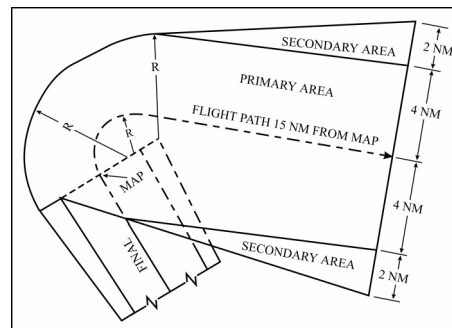 SECONDARY AREA
2 NM
R
PRIMARY AREA
4 NM
R
FLIGHT PATH 15 NM FROM MAP
R
MAP
4 NM
FINAL
SECONDARY AREA
2 NM